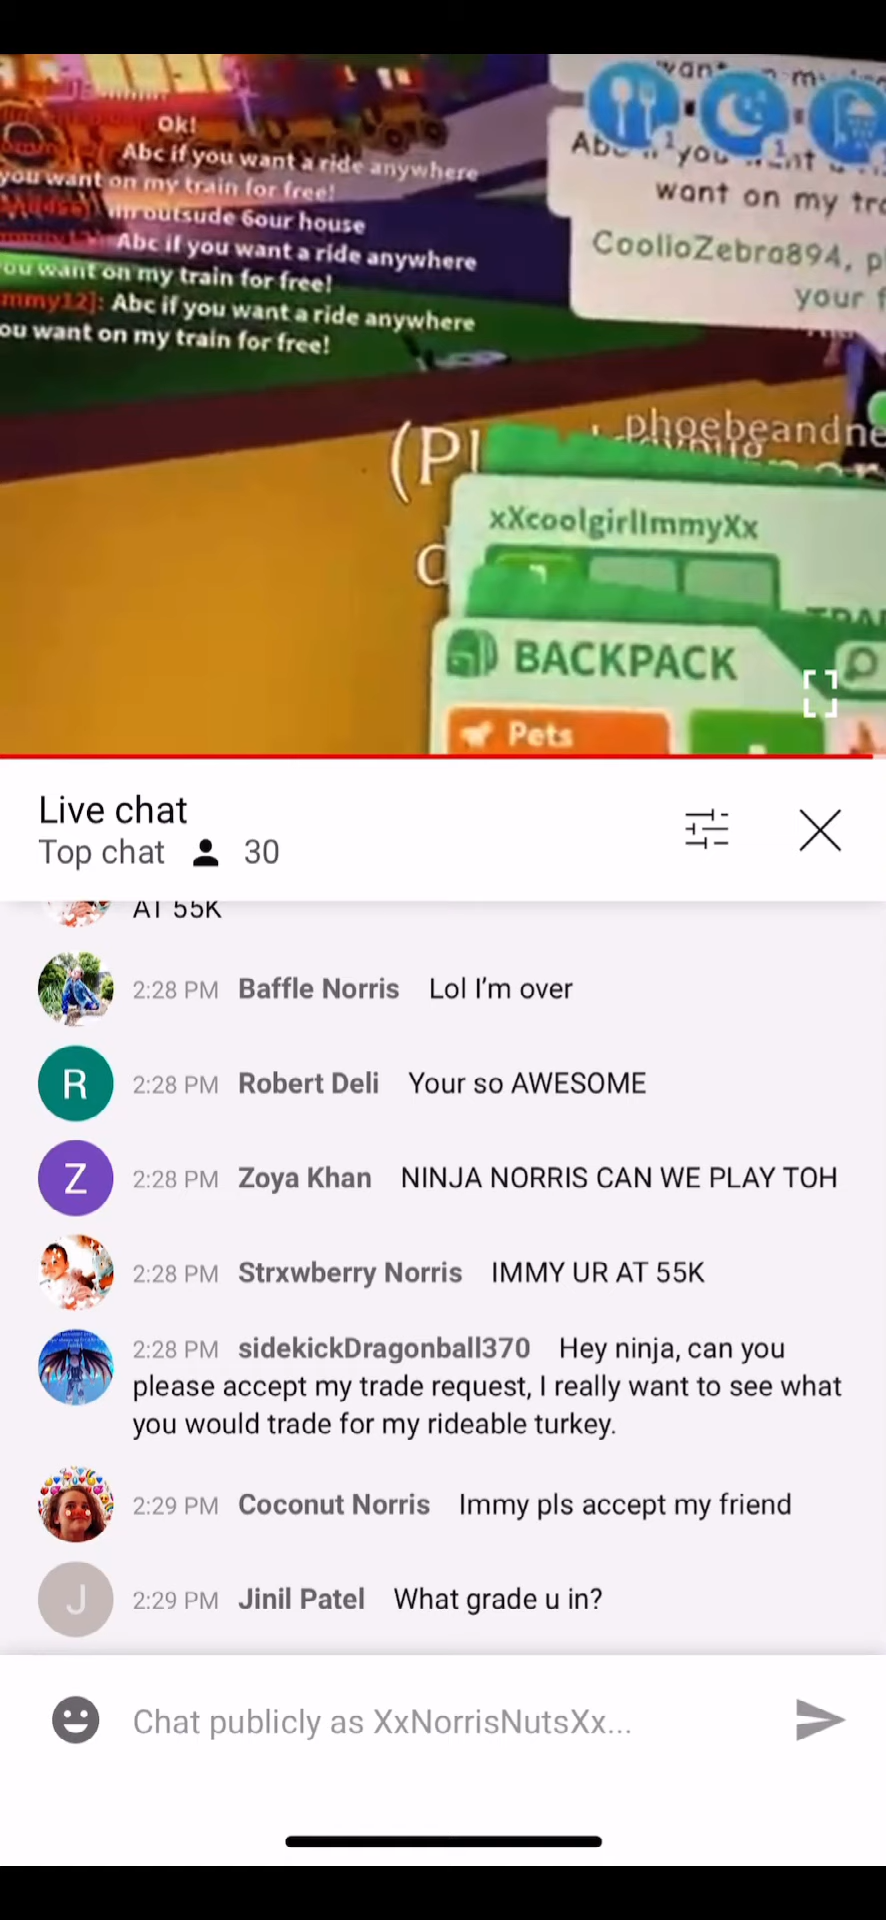 Ok!
Abc if you want a ride anywhere
you want on my train for free!
outsude 6our house
Abc if you want a ride anywhere
ou want on my train for free!
mmy12]: Abc if you want a ride anywhere
ou want on my train for free!
want on my tra
CoolioZebra894, p
your f
(Pl
phoebeandne
xXcoolgirlImmyXx
BACKPACK
Pets
Live chat
Top chat 30
AT 55K
2:28 PM Baffle Norris Lol I'm over
R 2:28 PM Robert Deli Your so AWESOME
Z 2:28 PM Zoya Khan NINJA NORRIS CAN WE PLAY TOH
2:28 PM Strxwberry Norris IMMY UR AT 55K
2:28 PM sidekickDragonball370 Hey ninja, can you
please accept my trade request, I really want to see what
you would trade for my rideable turkey.
2:29 PM Coconut Norris Immy pls accept my friend
J 2:29 PM Jinil Patel What grade u in?
Chat publicly as XxNorrisNutsXx...